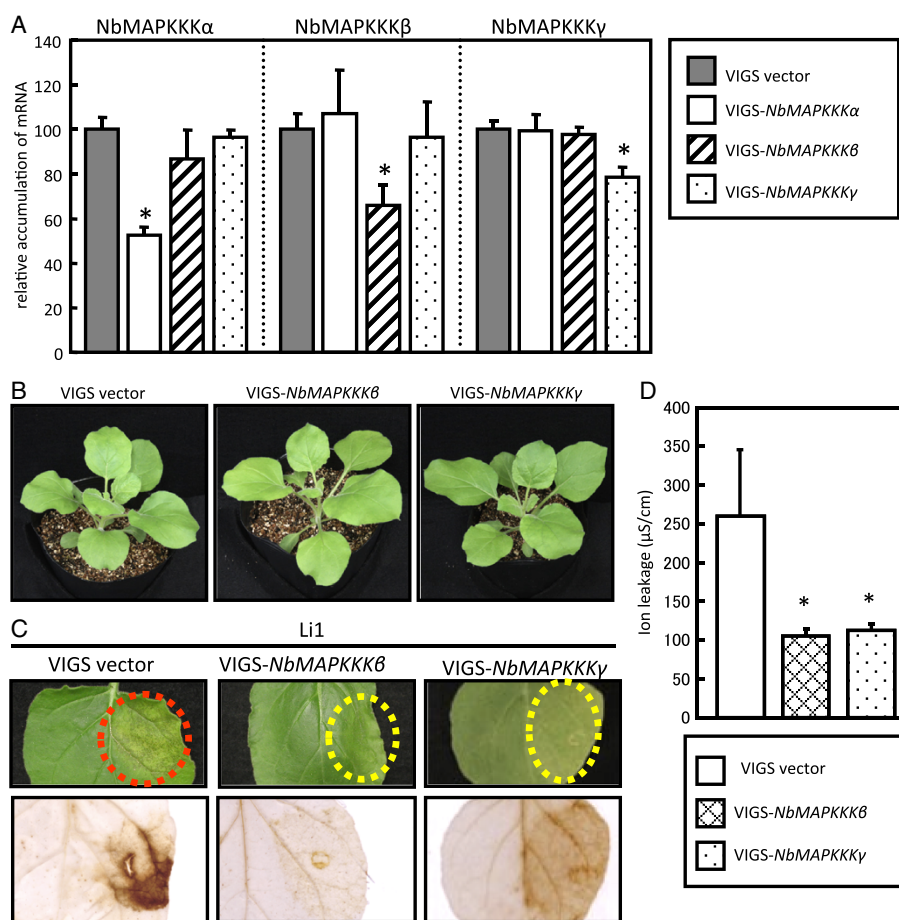 A
NbMAPKKKα NbMAPKKKβ NbMAPKKKγ
relative accumulation of mRNA
140
120
100
80
60
40
20
0
*
*
*
VIGS vector
VIGS-NbMAPKKKα
VIGS-NbMAPKKKβ
VIGS-NbMAPKKKγ
B
VIGS vector VIGS-NbMAPKKKβ VIGS-NbMAPKKKγ
C
Li1
VIGS vector VIGS-NbMAPKKKβ VIGS-NbMAPKKKγ
D
Ion leakage (µS/cm)
400
350
300
250
200
150
100
50
0
* *
VIGS vector
VIGS-NbMAPKKKβ
VIGS-NbMAPKKKγ